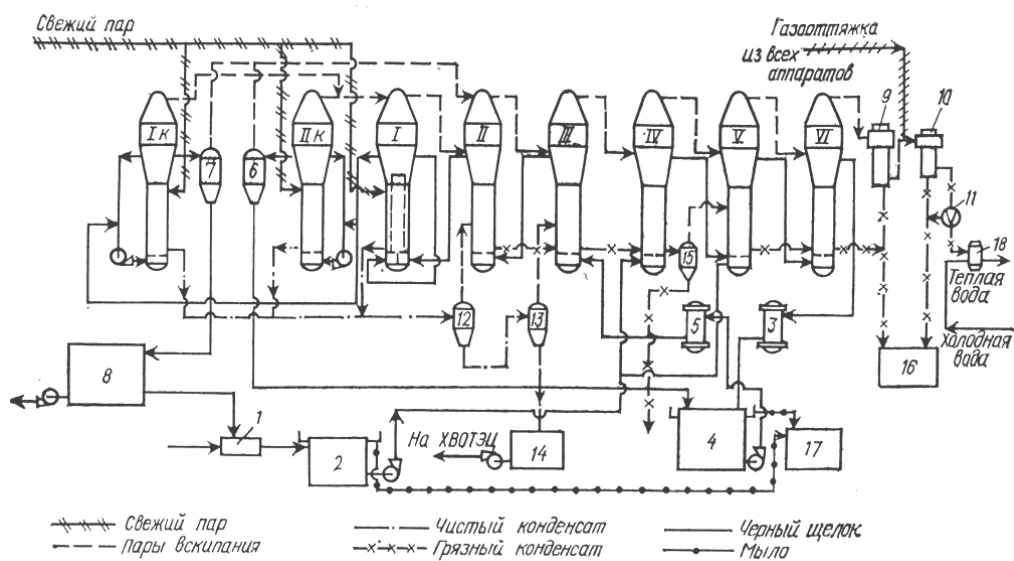 Свежий пар
Газооттяжка
из всех
аппаратов
9
10
Iк
7
6
IIк
I
II
III
IV
V
VI
11
18
Теплая
вода
Холодная
вода
12
13
15
5
3
16
8
1
2
На ХВОТЭЦ
14
4
17
Свежий пар
Пары вскипания
Чистый конденсат
Грязный конденсат
Черный щелок
Мыло